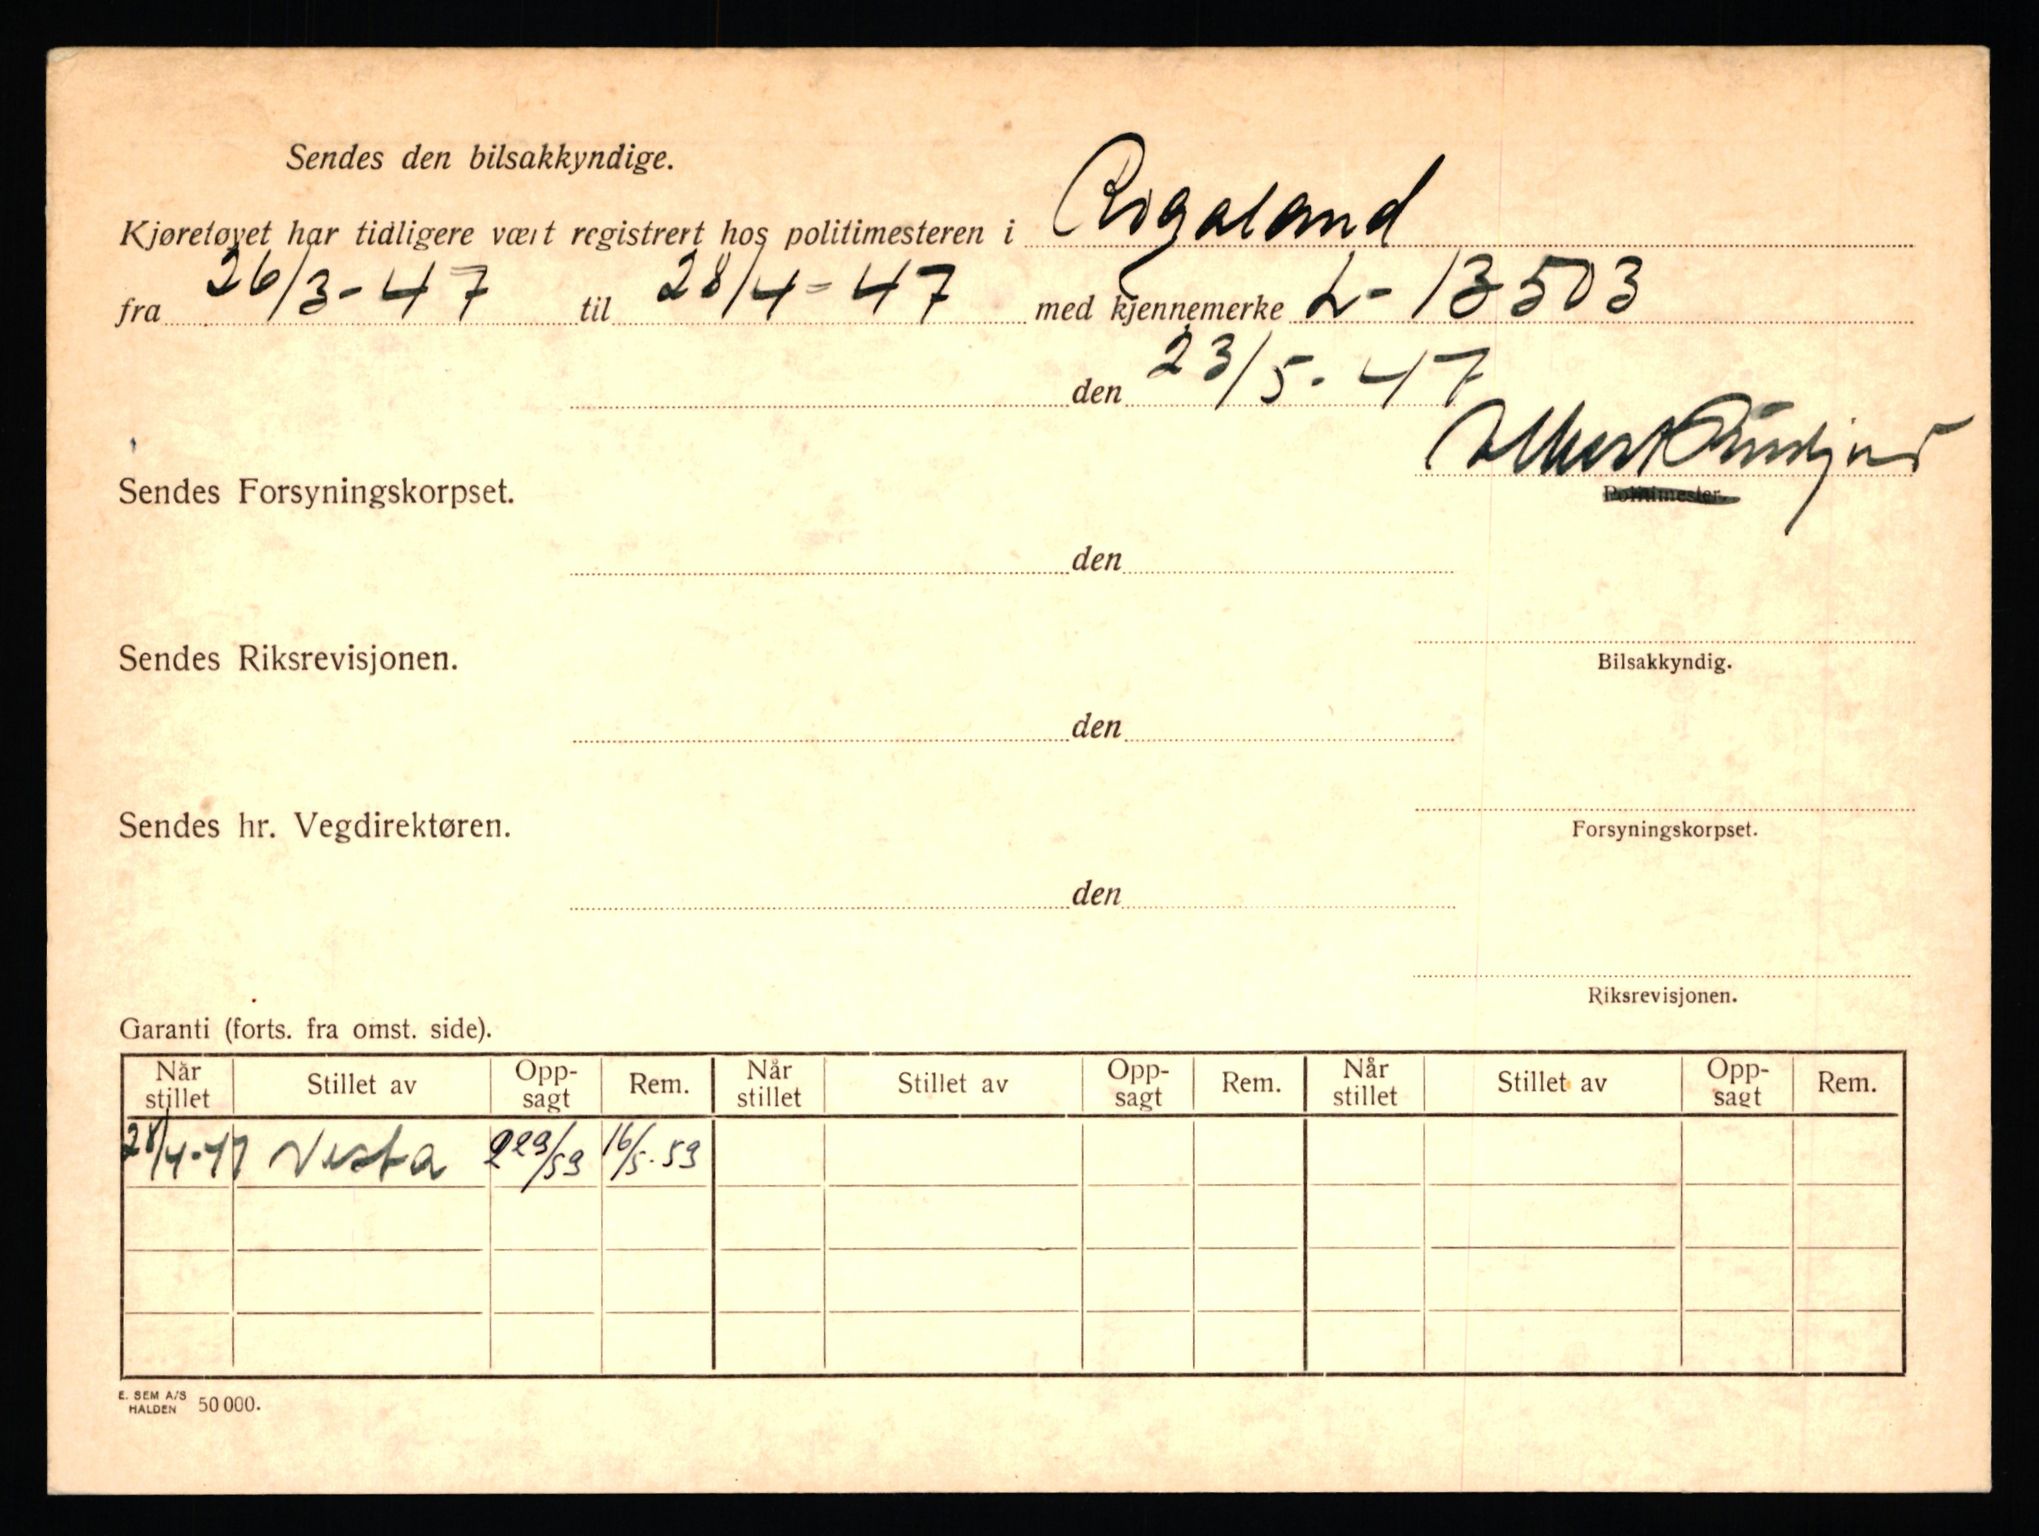 Sendes den bilsakkyndige.
Kjøretøyet har tidligere vært registrert hos politimesteren i Rogaland
fra 26/3-47 til 28/4-47 med kjennemerke L-13503
den 23/5-47
Albert
Sendes Forsyningskorpset.
Politimester.
den
Sendes Riksrevisjonen.
Bilsakkyndig.
den
Sendes hr. Vegdirektøren.
Forsyningskorpset.
den
Riksrevisjonen.
Garanti (forts. fra omst. side).
Når stillet Stillet av Opp-sagt Rem. Når stillet Stillet av Opp-sagt Rem. Når stillet Stillet av Opp-sagt Rem.
28/4-47 Vesta 16/5-59
E. SEM A/S
HALDEN 50 000.